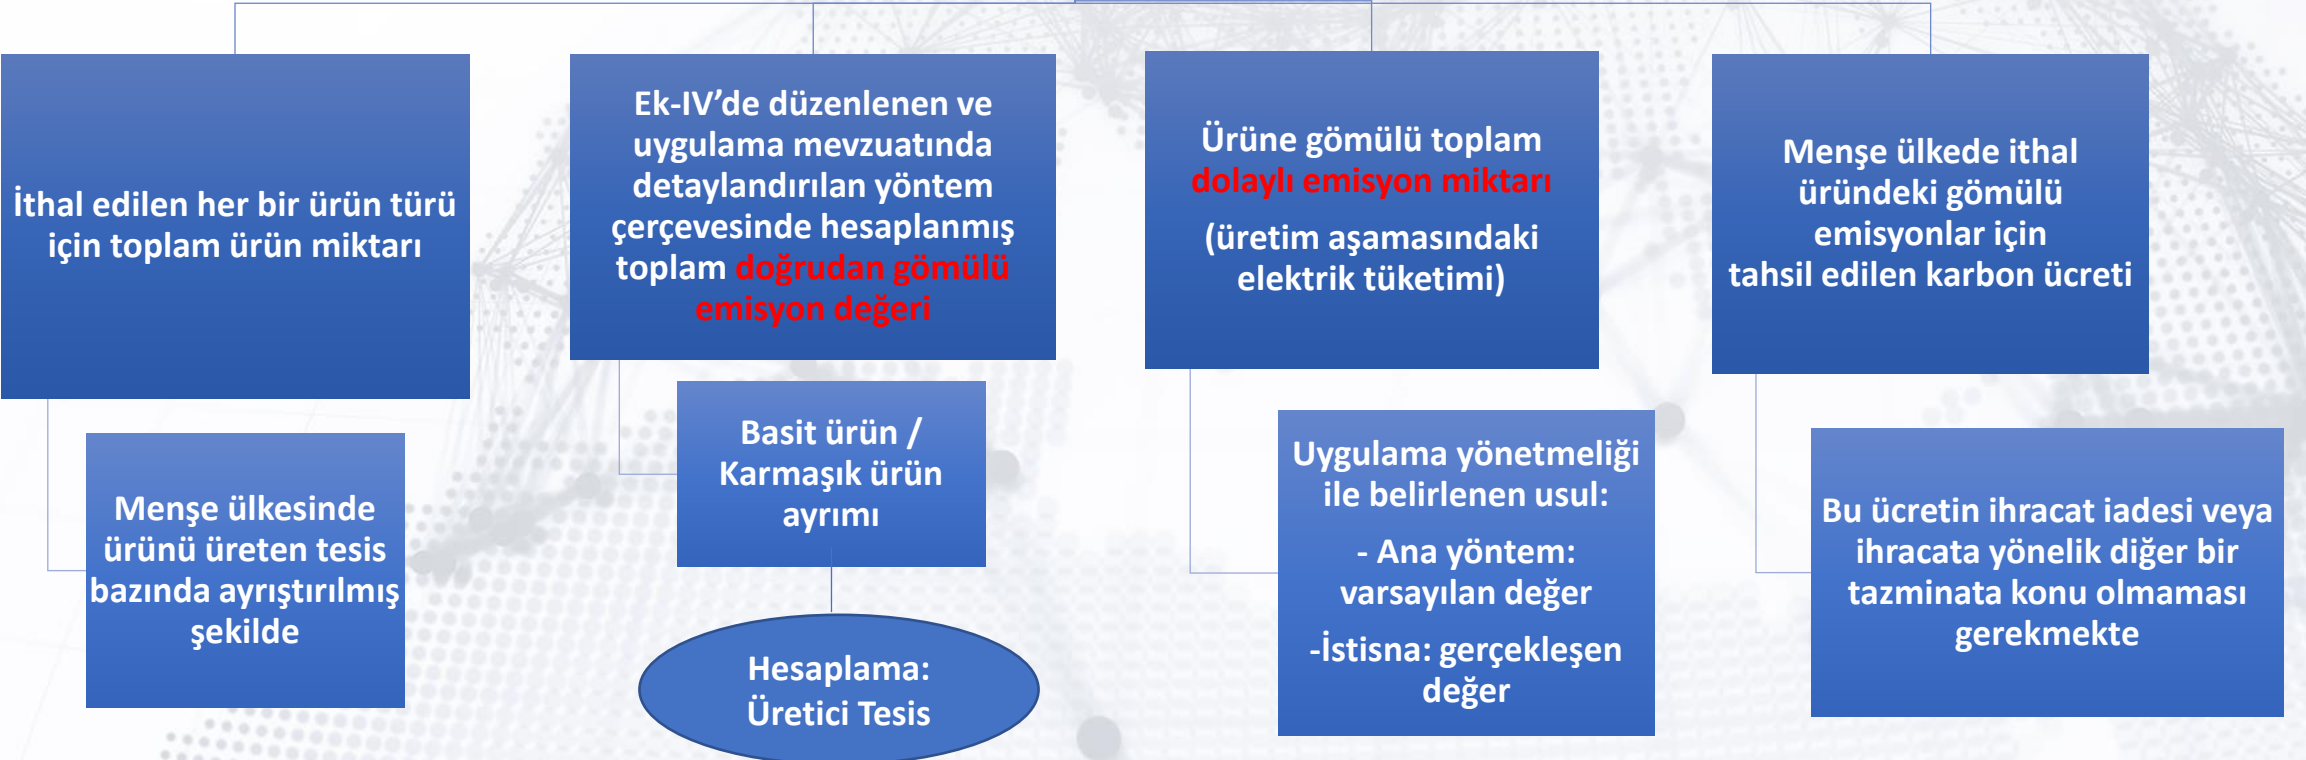 İthal edilen her bir ürün türü
için toplam ürün miktarı
Menşe ülkesinde
ürünü üreten tesis
bazında ayrıştırılmış
şekilde
Ek-IV’de düzenlenen ve
uygulama mevzuatında
detaylandırılan yöntem
çerçevesinde hesaplanmış
toplam doğrudan gömülü
emisyon değeri
Basit ürün /
Karmaşık ürün
ayrımı
Hesaplama:
Üretici Tesis
Ürüne gömülü toplam
dolaylı emisyon miktarı
(üretim aşamasındaki
elektrik tüketimi)
Uygulama yönetmeliği
ile belirlenen usul:
- Ana yöntem:
varsayılan değer
-İstisna: gerçekleşen
değer
Menşe ülkede ithal
üründeki gömülü
emisyonlar için
tahsil edilen karbon ücreti
Bu ücretin ihracat iadesi veya
ihracata yönelik diğer bir
tazminata konu olmaması
gerekmekte